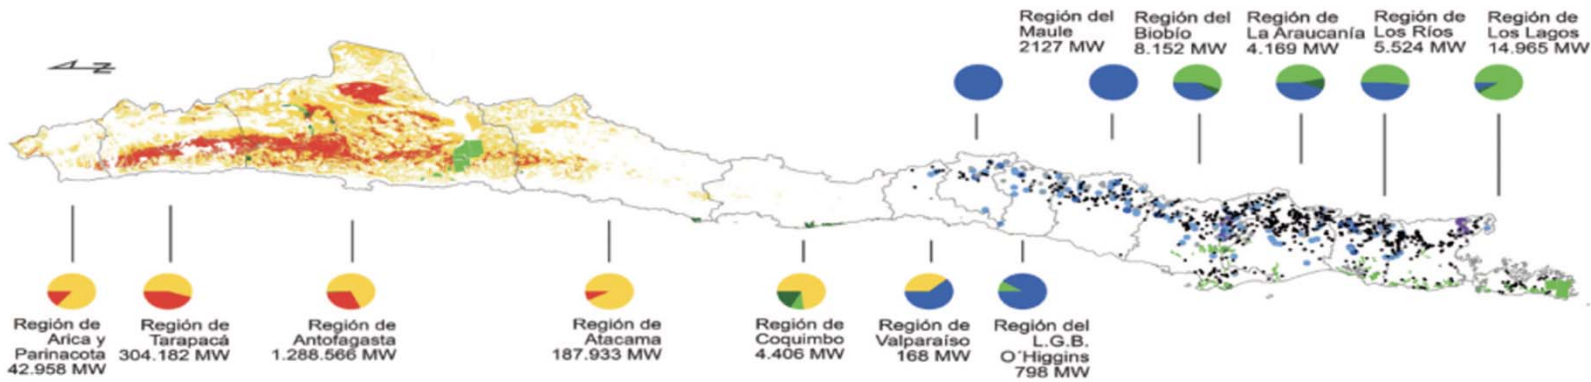 Región del
Maule
2127 MW
Región del
Biobío
8.152 MW
Región de
La Araucanía
4.169 MW
Región de
Los Ríos
5.524 MW
Región de
Los Lagos
14.965 MW
N
Región de
Arica y
Parinacota
42.958 MW
Región de
Tarapacá
304.182 MW
Región de
Antofagasta
1.288.566 MW
Región de
Atacama
187.933 MW
Región de
Coquimbo
4.406 MW
Región de
Valparaíso
168 MW
Región del
L.G.B.
O´Higgins
798 MW